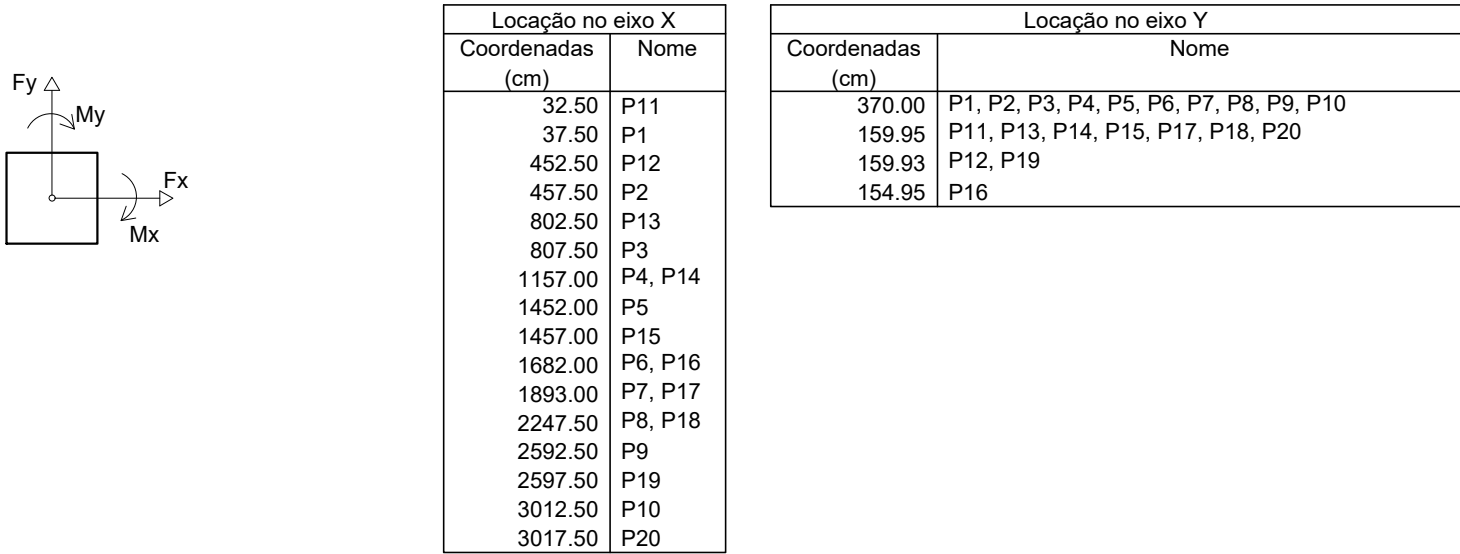 Fy
My
Fx
Mx
Locação no eixo X
Coordenadas Nome
(cm)
32.50 P11
37.50 P1
452.50 P12
457.50 P2
802.50 P13
807.50 P3
1157.00 P4, P14
1452.00 P5
1457.00 P15
1682.00 P6, P16
1893.00 P7, P17
2247.50 P8, P18
2592.50 P9
2597.50 P19
3012.50 P10
3017.50 P20
Locação no eixo Y
Coordenadas Nome
(cm)
370.00 P1, P2, P3, P4, P5, P6, P7, P8, P9, P10
159.95 P11, P13, P14, P15, P17, P18, P20
159.93 P12, P19
154.95 P16